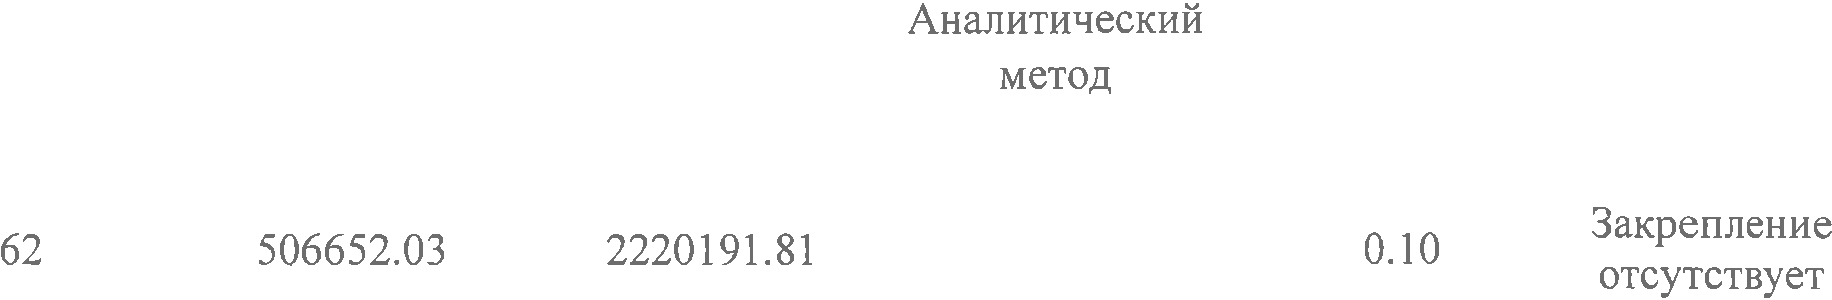 Аналитический
метод
62 506652.03 2220191.81 0.10 Закрепление
отсутствует